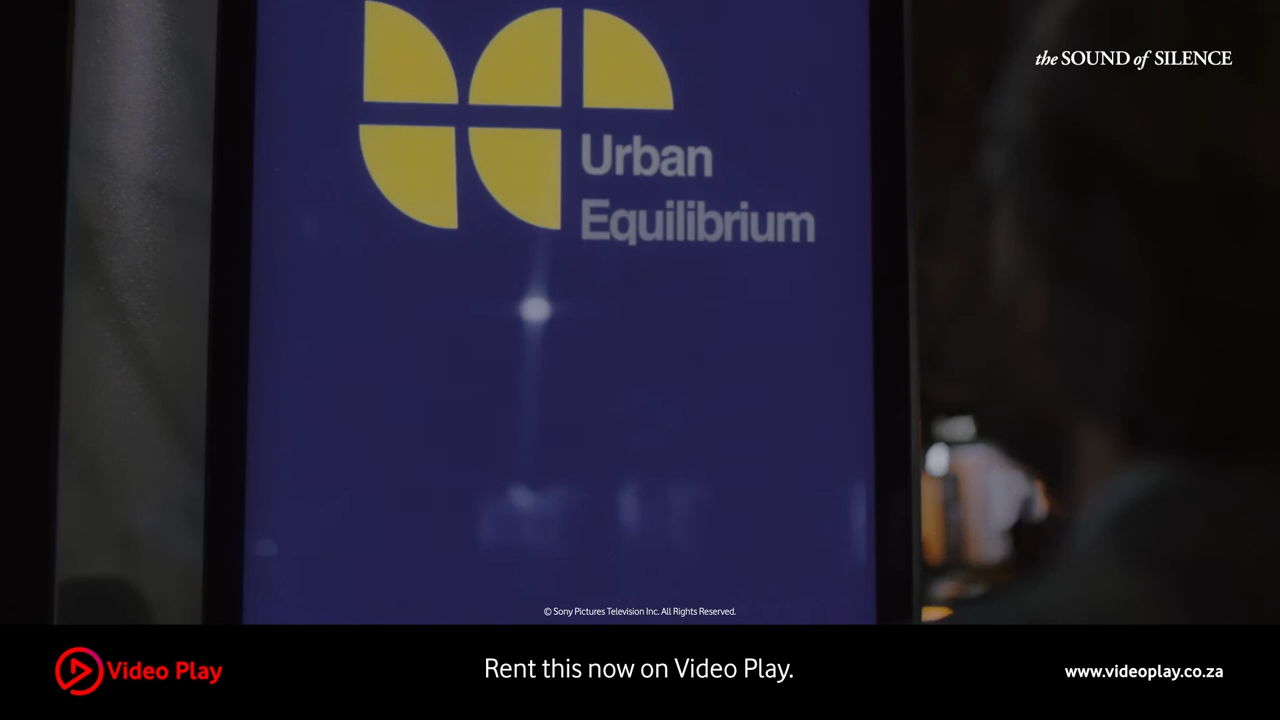 the SOUND of SILENCE
Urban
Equilibrium
© Sony Pictures Television Inc. All Rights Reserved.
Video Play
Rent this now on Video Play.
www.videoplay.co.za